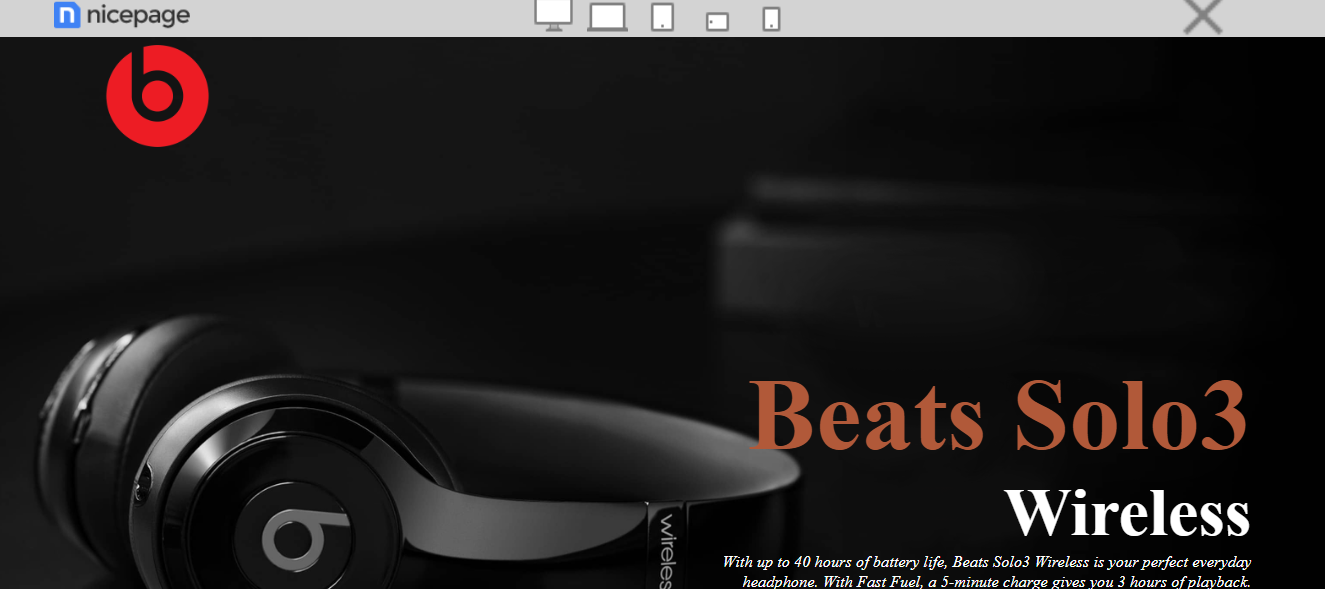 nicepage
Beats Solo3
Wireless
wireless
With up to 40 hours of battery life, Beats Solo3 Wireless is your perfect everyday
headphone. With Fast Fuel, a 5-minute charge gives you 3 hours of playback.